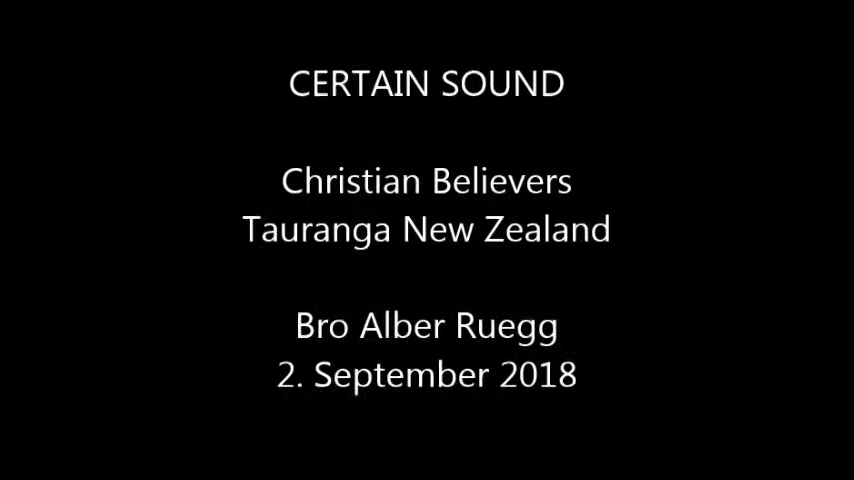 CERTAIN SOUND
Christian Believers
Tauranga New Zealand
Bro Alber Ruegg
2. September 2018